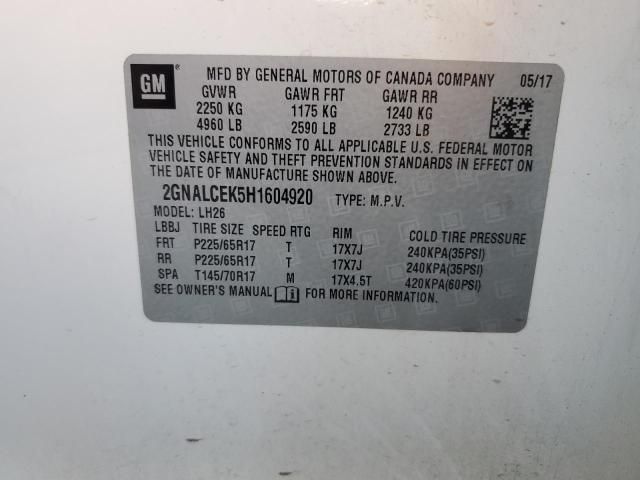 GM ® MFD BY GENERAL MOTORS OF CANADA COMPANY 05/17
GVWR GAWR FRT GAWR RR
2250 KG 1175 KG 1240 KG
4960 LB 2590 LB 2733 LB
THIS VEHICLE CONFORMS TO ALL APPLICABLE U.S. FEDERAL MOTOR
VEHICLE SAFETY AND THEFT PREVENTION STANDARDS IN EFFECT ON
THE DATE OF MANUFACTURE SHOWN ABOVE.
2GNALCEK5H1604920 TYPE: M.P.V.
MODEL: LH26
LBBJ TIRE SIZE SPEED RTG RIM COLD TIRE PRESSURE
FRT P225/65R17 T 17X7J 240KPA(35PSI)
RR P225/65R17 T 17X7J 240KPA(35PSI)
SPA T145/70R17 M 17X4.5T 420KPA(60PSI)
SEE OWNER'S MANUAL FOR MORE INFORMATION.